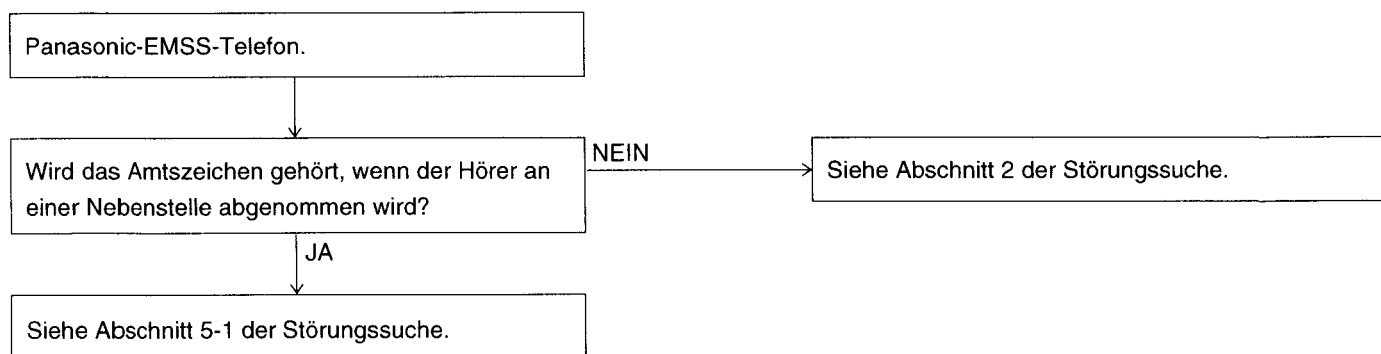 Panasonic-EMSS-Telefon.
Wird das Amtszeichen gehört, wenn der Hörer an
einer Nebenstelle abgenommen wird?
NEIN
Siehe Abschnitt 2 der Störungssuche.
JA
Siehe Abschnitt 5-1 der Störungssuche.